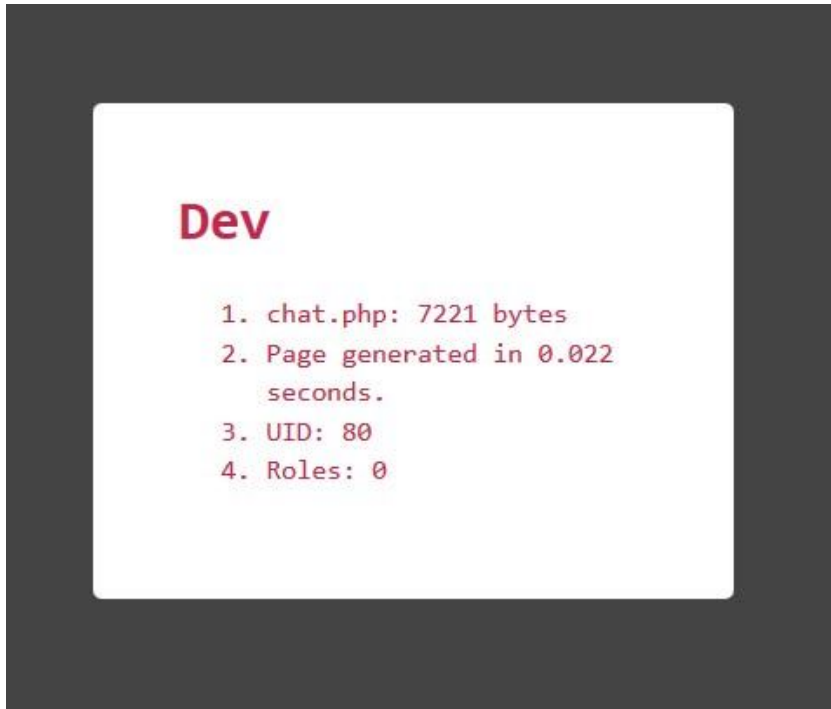 Dev
1. chat.php: 7221 bytes
2. Page generated in 0.022
seconds.
3. UID: 80
4. Roles: 0